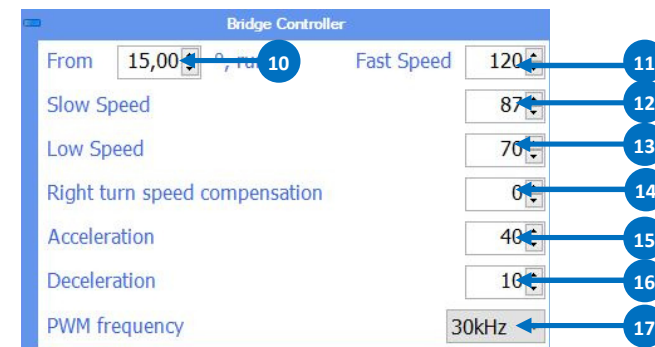 Bridge Controller
From 15,00 10 Fast Speed 120 11
Slow Speed 87 12
Low Speed 70 13
Right turn speed compensation 0 14
Acceleration 40 15
Deceleration 10 16
PWM frequency 30kHz 17